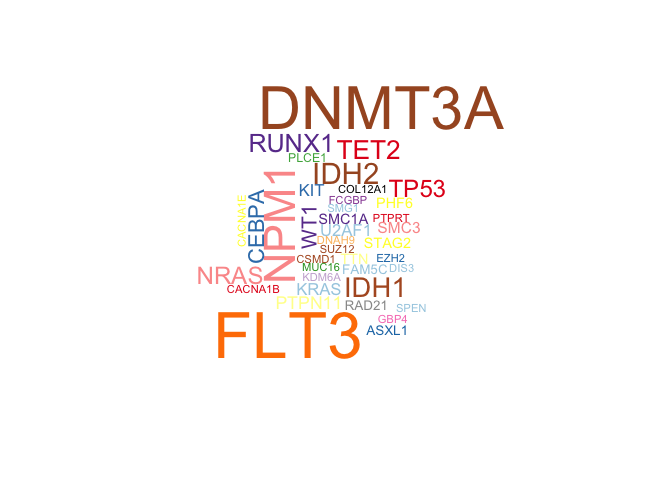 DNMT3A
RUNX1
TET2
PLCE1
IDH2
NPM1
KIT
COL12A1
TP53
CEBPA
CACNA1E
FCGBP
PHF6
SMG1
WT1
SMC1A
PTPRT
U2AF1
SMC3
DNAH9
STAG2
SUZ12
CSMD1
TTN
EZH2
MUC16
FAM5C
DIS3
NRAS
KDM6A
CACNA1B
KRAS
IDH1
PTPN11
RAD21
SPEN
FLT3
GBP4
ASXL1